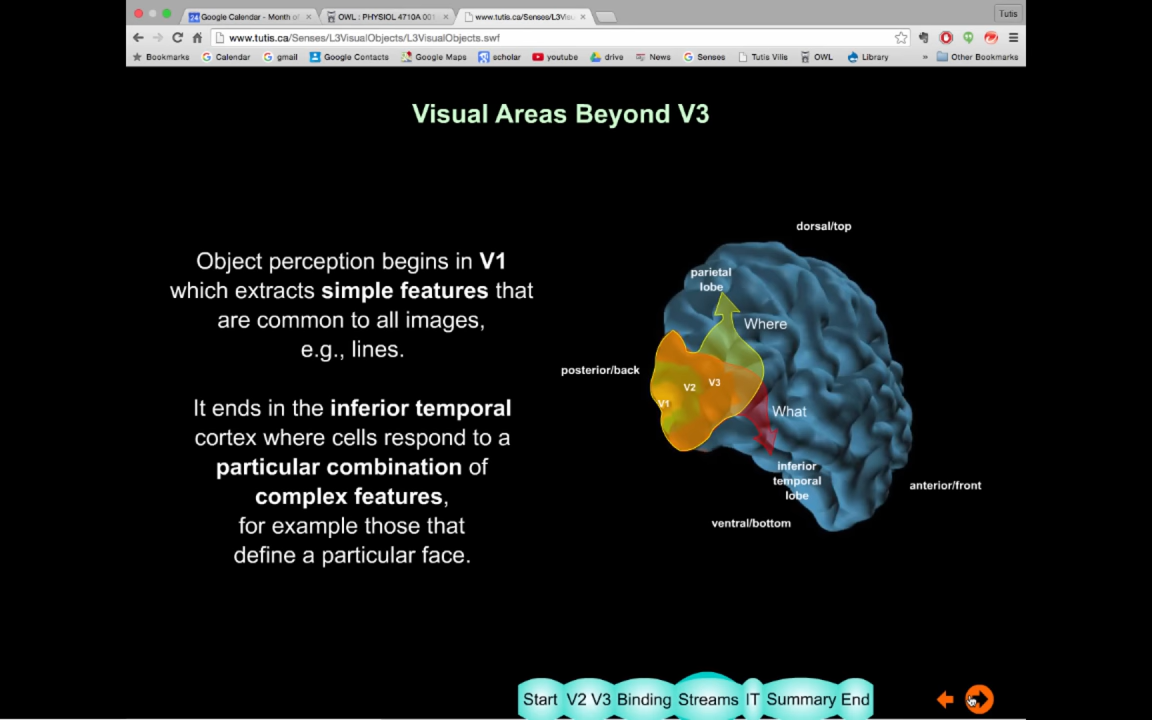 Google Calendar - Month o
OWL : PHYSIOL 4710A 001
www.tutis.ca/Senses/L3Visu
Tutis
www.tutis.ca/Senses/L3VisualObjects/L3VisualObjects.swf
Bookmarks Calendar gmail Google Contacts Google Maps scholar youtube drive News Senses Tutis Vilis OWL Library » Other Bookmarks
Visual Areas Beyond V3
Object perception begins in V1
which extracts simple features that
are common to all images,
e.g., lines.
It ends in the inferior temporal
cortex where cells respond to a
particular combination of
complex features,
for example those that
define a particular face.
dorsal/top
parietal
lobe
Where
posterior/back
V1 V2 V3
What
inferior
temporal
lobe
anterior/front
ventral/bottom
Start V2 V3 Binding Streams IT Summary End